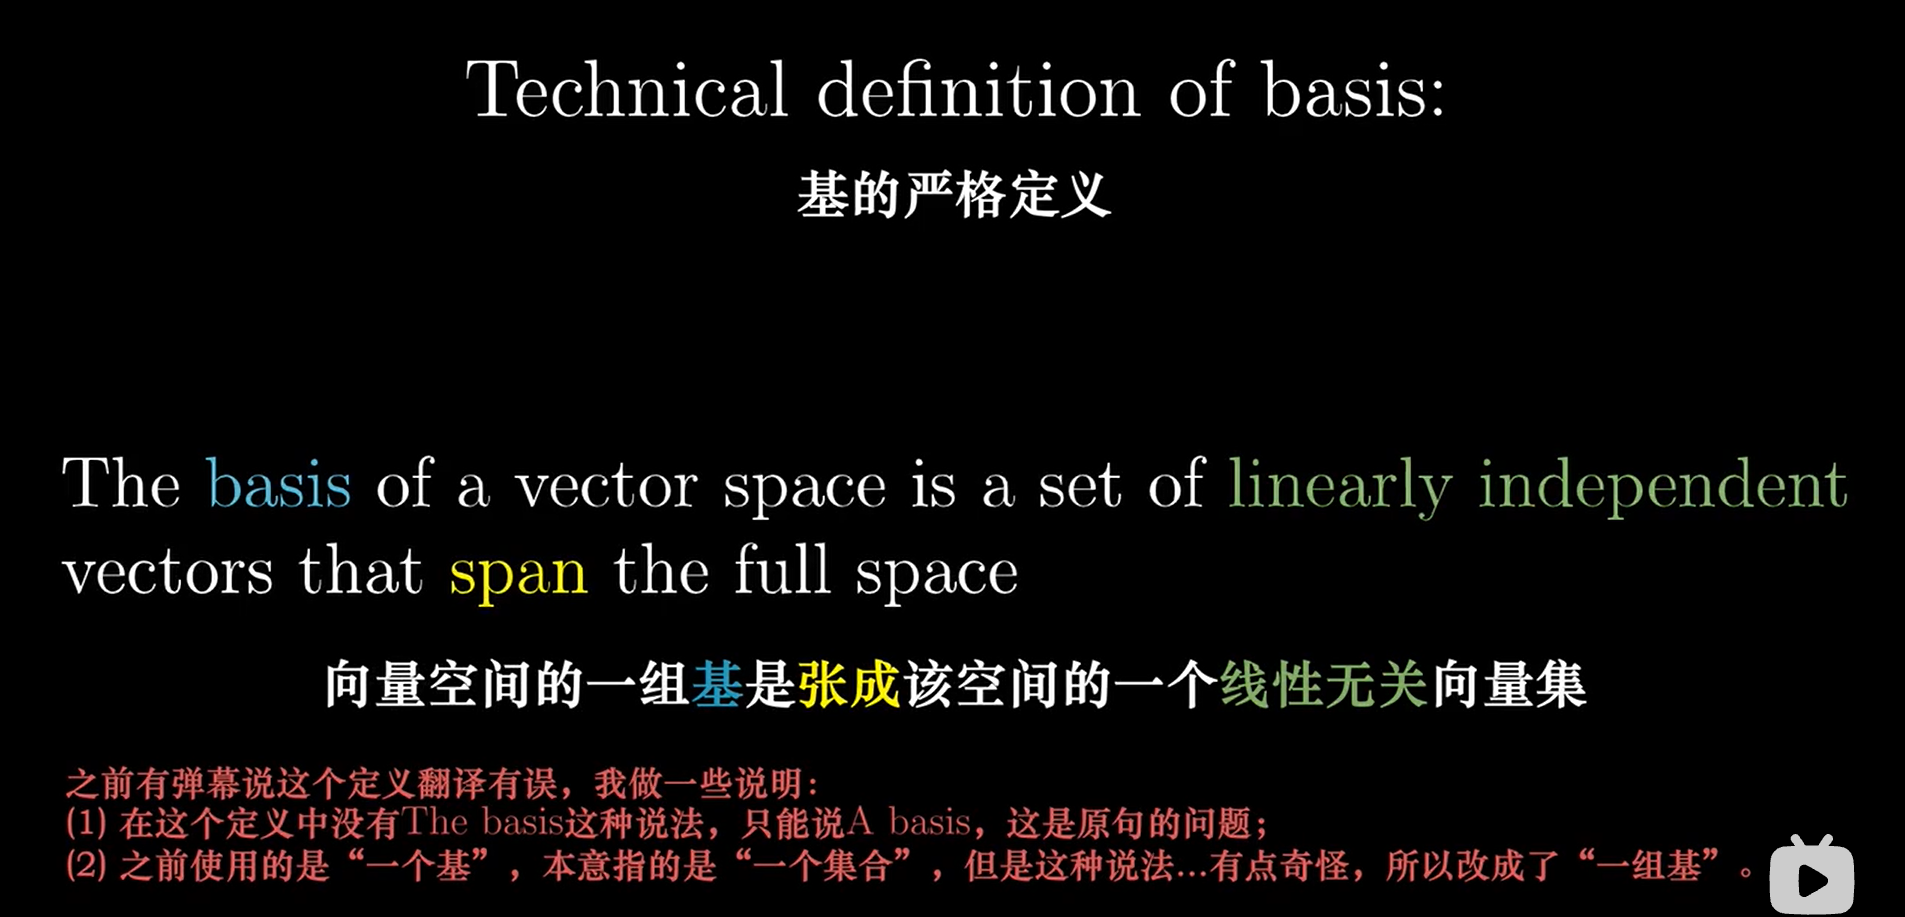 Technical definition of basis:
基的严格定义
The basis of a vector space is a set of linearly independent
vectors that span the full space
向量空间的一组基是张成该空间的一个线性无关向量集
之前有弹幕说这个定义翻译有误，我做一些说明：
(1) 在这个定义中没有The basis这种说法，只能说A basis，这是原句的问题；
(2) 之前使用的是“一个基”，本意指的是“一个集合”，但是这种说法...有点奇怪，所以改成了“一组基”。